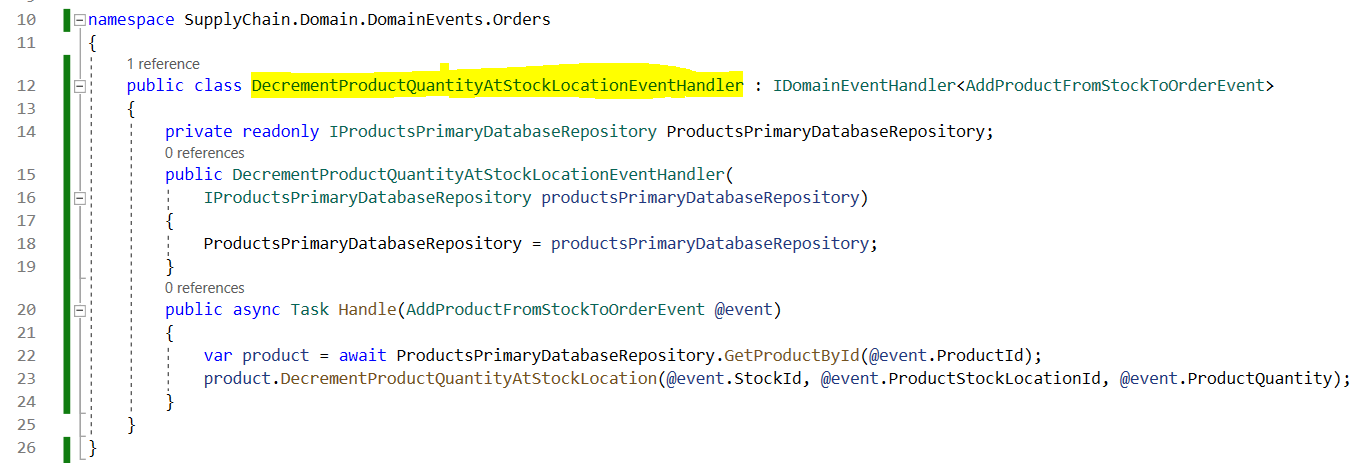 10 namespace SupplyChain.Domain.DomainEvents.Orders
11 {
1 reference
12 public class DecrementProductQuantityAtStockLocationEventHandler : IDomainEventHandler<AddProductFromStockToOrderEvent>
13 {
14 private readonly IProductsPrimaryDatabaseRepository ProductsPrimaryDatabaseRepository;
0 references
15 public DecrementProductQuantityAtStockLocationEventHandler(
16 IProductsPrimaryDatabaseRepository productsPrimaryDatabaseRepository)
17 {
18 ProductsPrimaryDatabaseRepository = productsPrimaryDatabaseRepository;
19 }
0 references
20 public async Task Handle(AddProductFromStockToOrderEvent @event)
21 {
22 var product = await ProductsPrimaryDatabaseRepository.GetProductById(@event.ProductId);
23 product.DecrementProductQuantityAtStockLocation(@event.StockId, @event.ProductStockLocationId, @event.ProductQuantity);
24 }
25 }
26 }